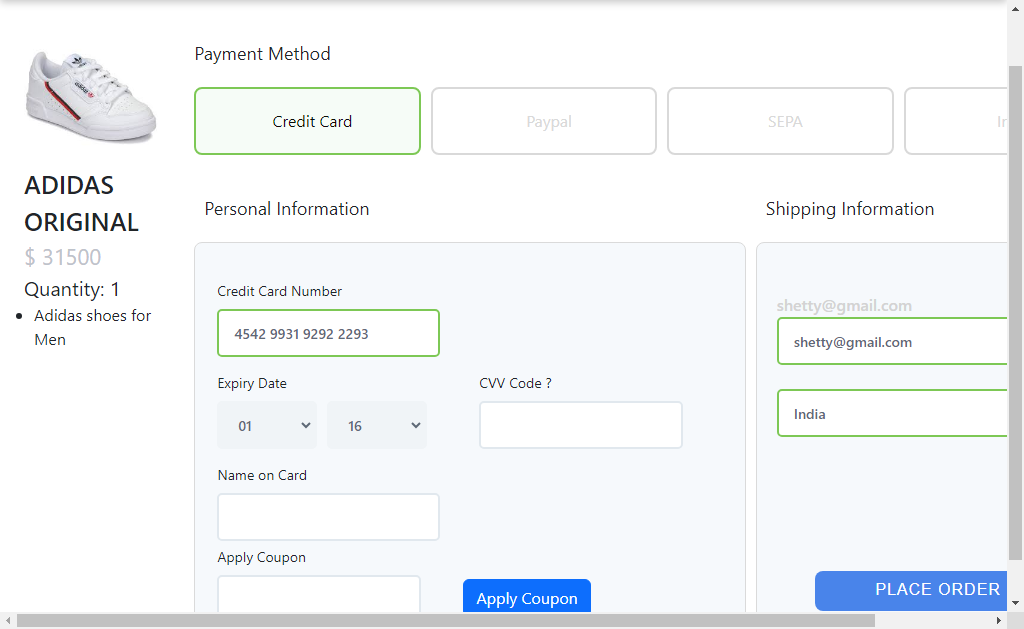 Payment Method
Credit Card
Paypal
SEPA
ADIDAS
ORIGINAL
$ 31500
Quantity: 1
Adidas shoes for
Men
Personal Information
Credit Card Number
4542 9931 9292 2293
Expiry Date
CVV Code ?
01
16
Name on Card
Apply Coupon
Apply Coupon
Shipping Information
shetty@gmail.com
shetty@gmail.com
India
PLACE ORDER